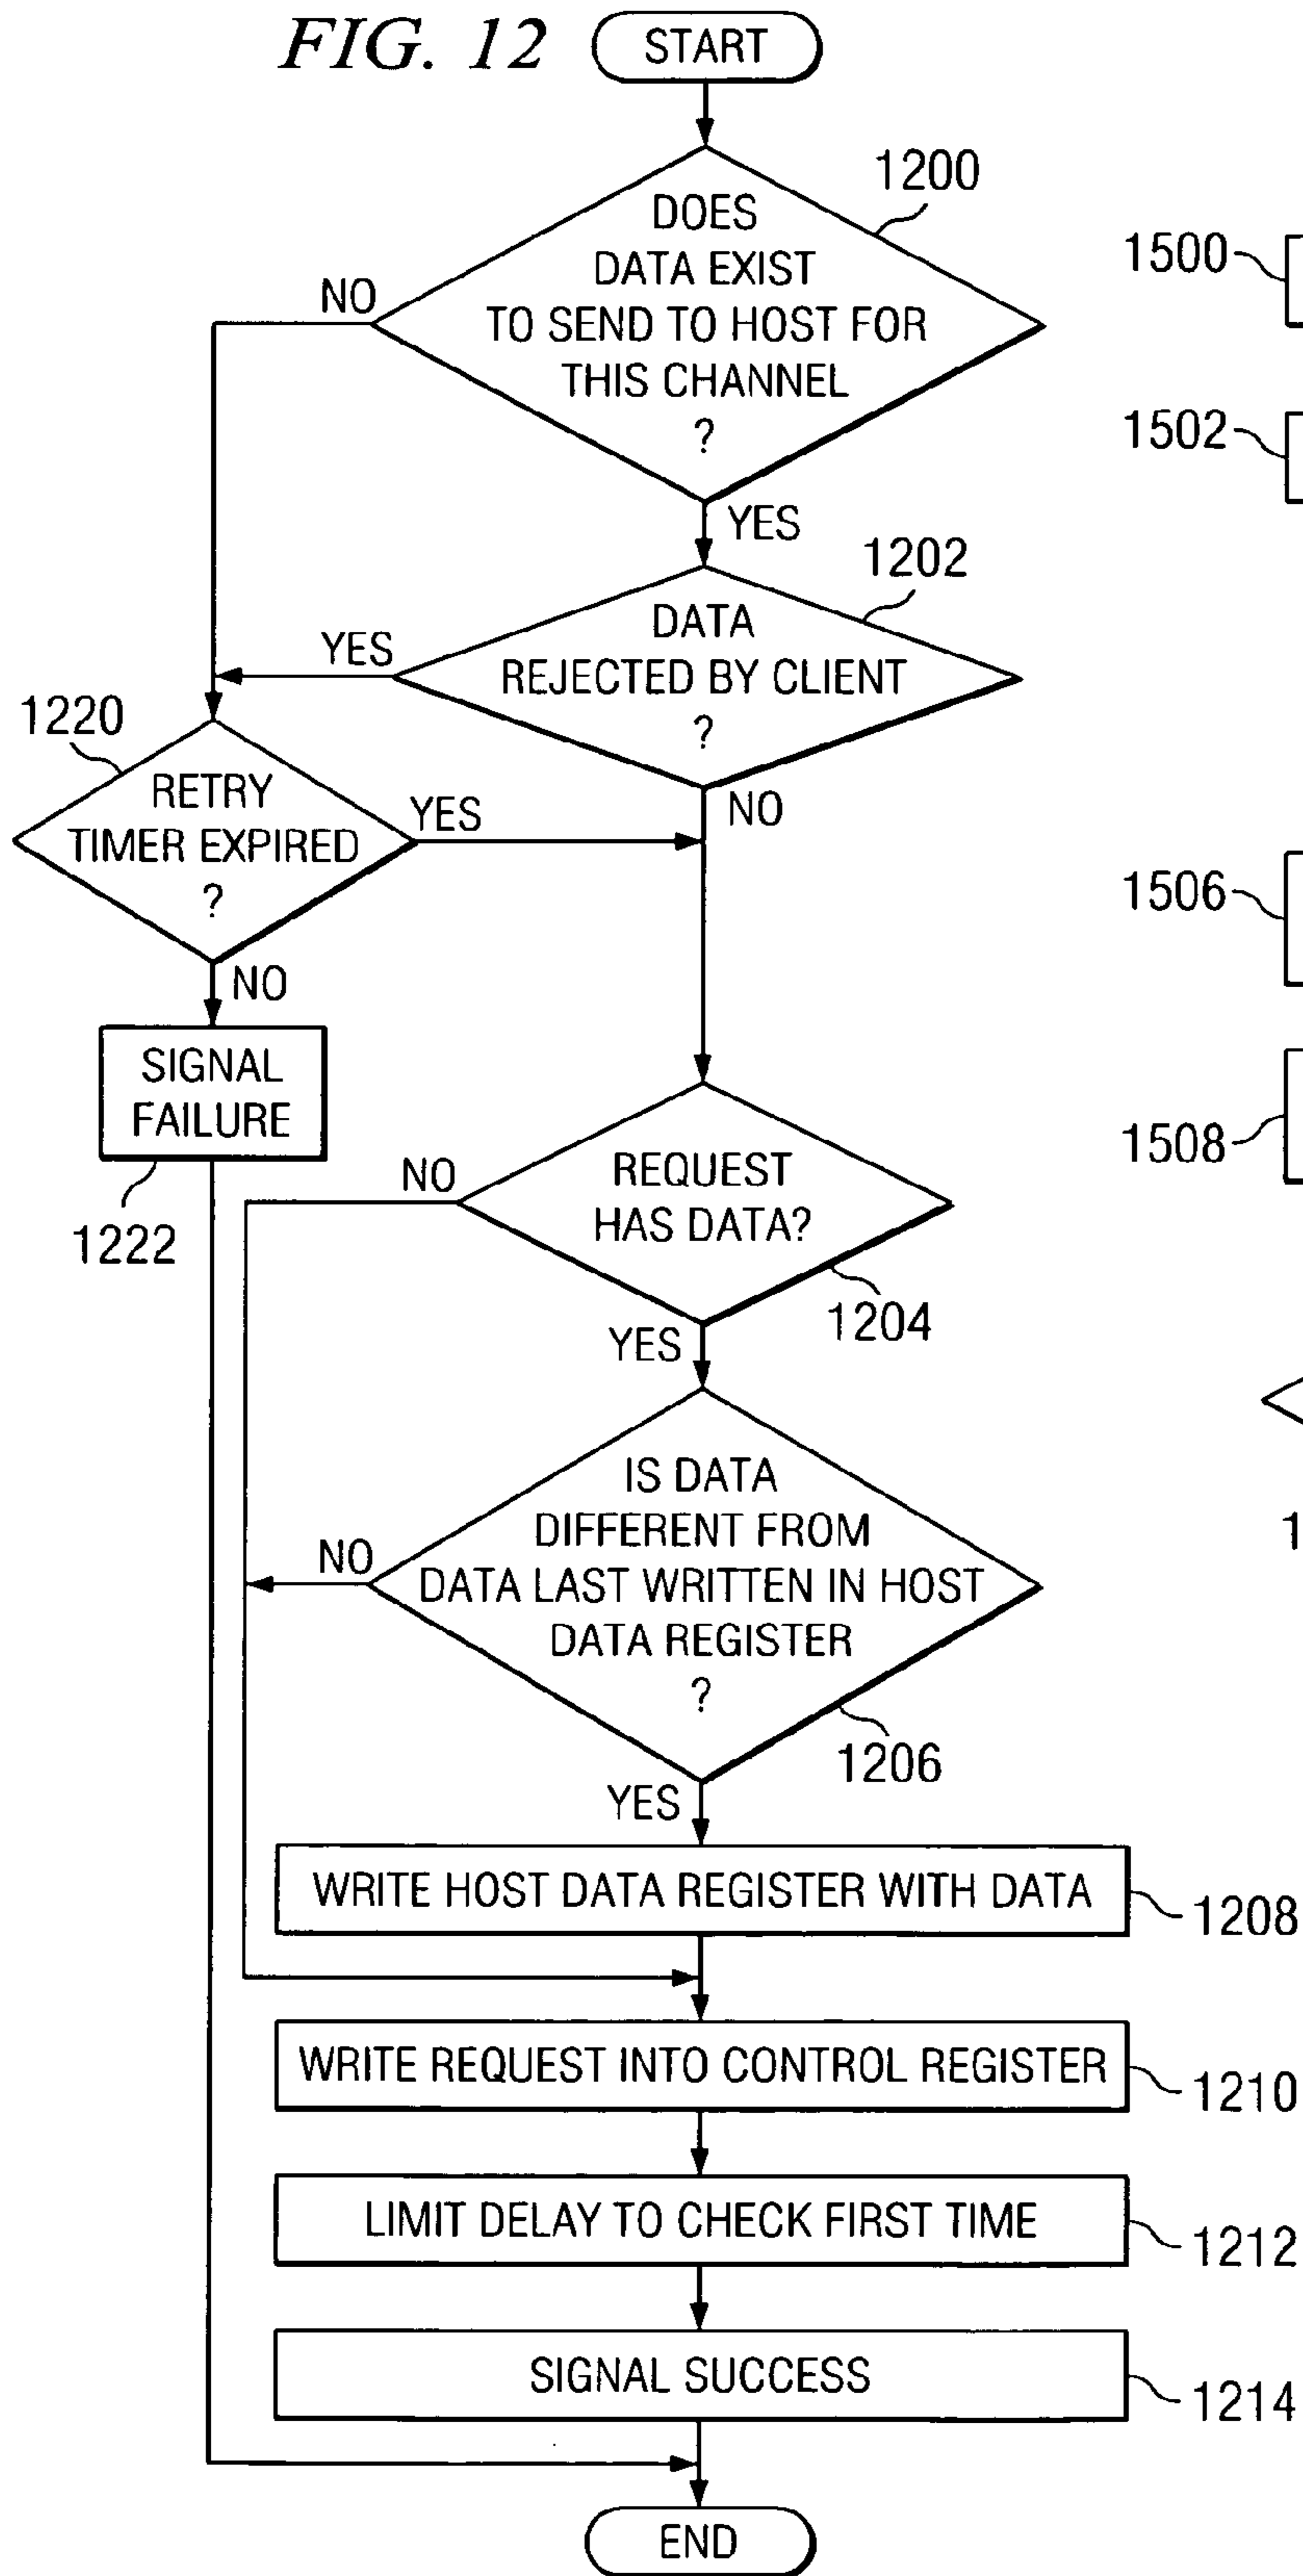 FIG. 12
START
1200
DOES
DATA EXIST
TO SEND TO HOST FOR
THIS CHANNEL
?
NO
YES
1202
DATA
REJECTED BY CLIENT
?
YES
NO
1220
RETRY
TIMER EXPIRED
?
YES
NO
SIGNAL
FAILURE
1222
REQUEST
HAS DATA?
NO
1204
YES
IS DATA
DIFFERENT FROM
DATA LAST WRITTEN IN HOST
DATA REGISTER
?
NO
1206
YES
WRITE HOST DATA REGISTER WITH DATA
1208
WRITE REQUEST INTO CONTROL REGISTER
1210
LIMIT DELAY TO CHECK FIRST TIME
1212
SIGNAL SUCCESS
1214
END
1500
1502
1506
1508
1